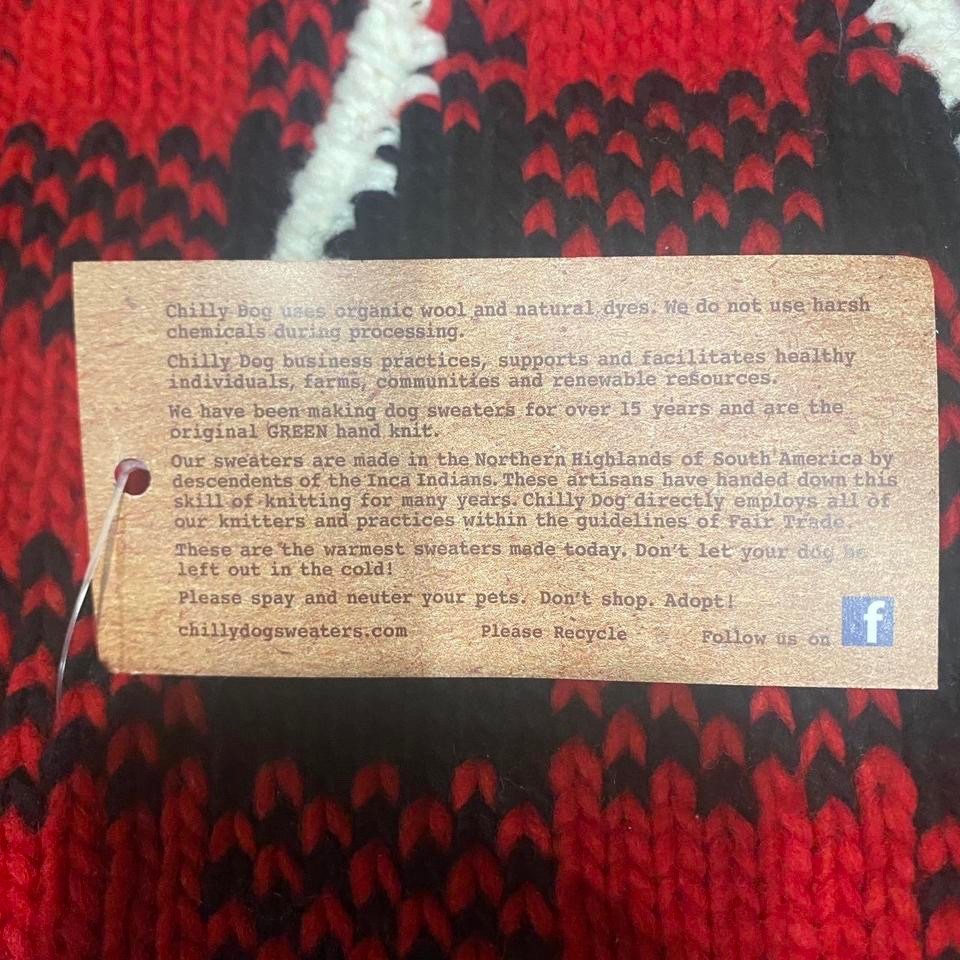 Chilly Dog uses organic wool and natural dyes. We do not use harsh
chemicals during processing.
Chilly Dog business practices, supports and facilitates healthy
individuals, farms, communities and renewable resources.
We have been making dog sweaters for over 15 years and are the
original GREEN hand knit.
Our sweaters are made in the Northern Highlands of South America by
descendents of the Inca Indians. These artisans have handed down this
skill of knitting for many years. Chilly Dog directly employs all of
our knitters and practices within the guidelines of Fair Trade.
These are the warmest sweaters made today. Don't let your dog be
left out in the cold!
Please spay and neuter your pets. Don't shop. Adopt!
chillydogsweaters.com Please Recycle Follow us on f